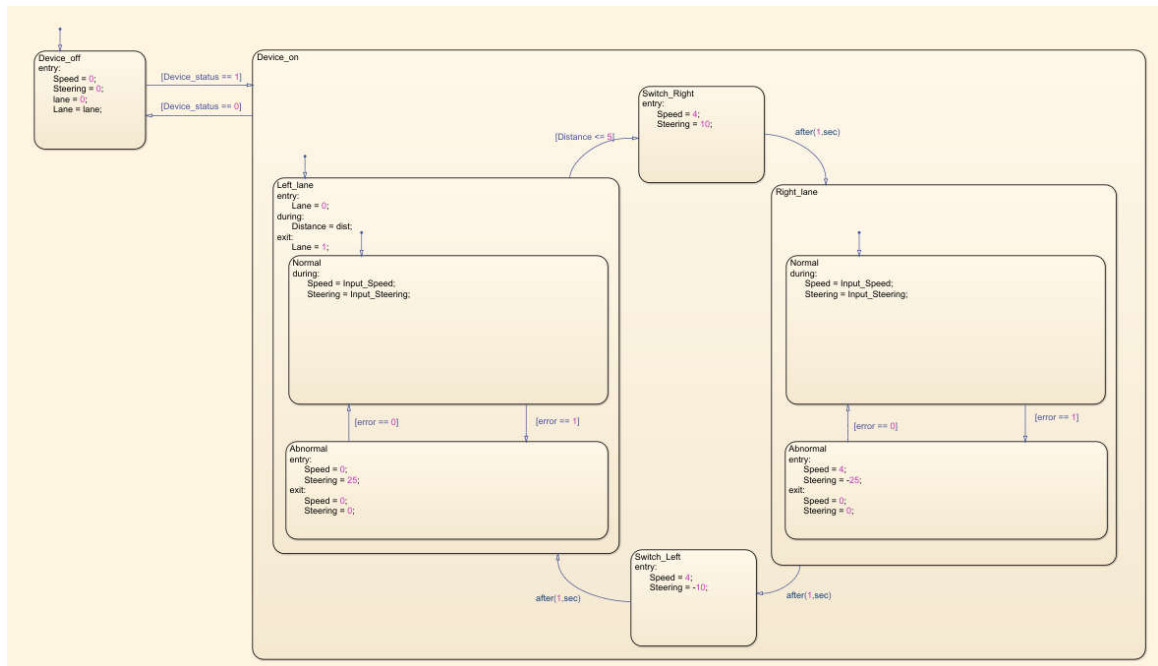 Device_off
entry:
Speed = 0;
Steering = 0;
lane = 0;
Lane = lane;
[Device_status == 1]
[Device_status == 0]
Device_on
Switch_Right
entry:
Speed = 4;
Steering = 10;
[Distance <= 5]
after(1,sec)
Left_lane
entry:
Lane = 0;
during:
Distance = dist;
exit:
Lane = 1;
Normal
during:
Speed = Input_Speed;
Steering = Input_Steering;
[error == 0]
[error == 1]
Abnormal
entry:
Speed = 0;
Steering = 25;
exit:
Speed = 0;
Steering = 0;
Right_lane
Normal
during:
Speed = Input_Speed;
Steering = Input_Steering;
[error == 0]
[error == 1]
Abnormal
entry:
Speed = 4;
Steering = -25;
exit:
Speed = 0;
Steering = 0;
Switch_Left
entry:
Speed = 4;
Steering = -10;
after(1,sec)
after(1,sec)